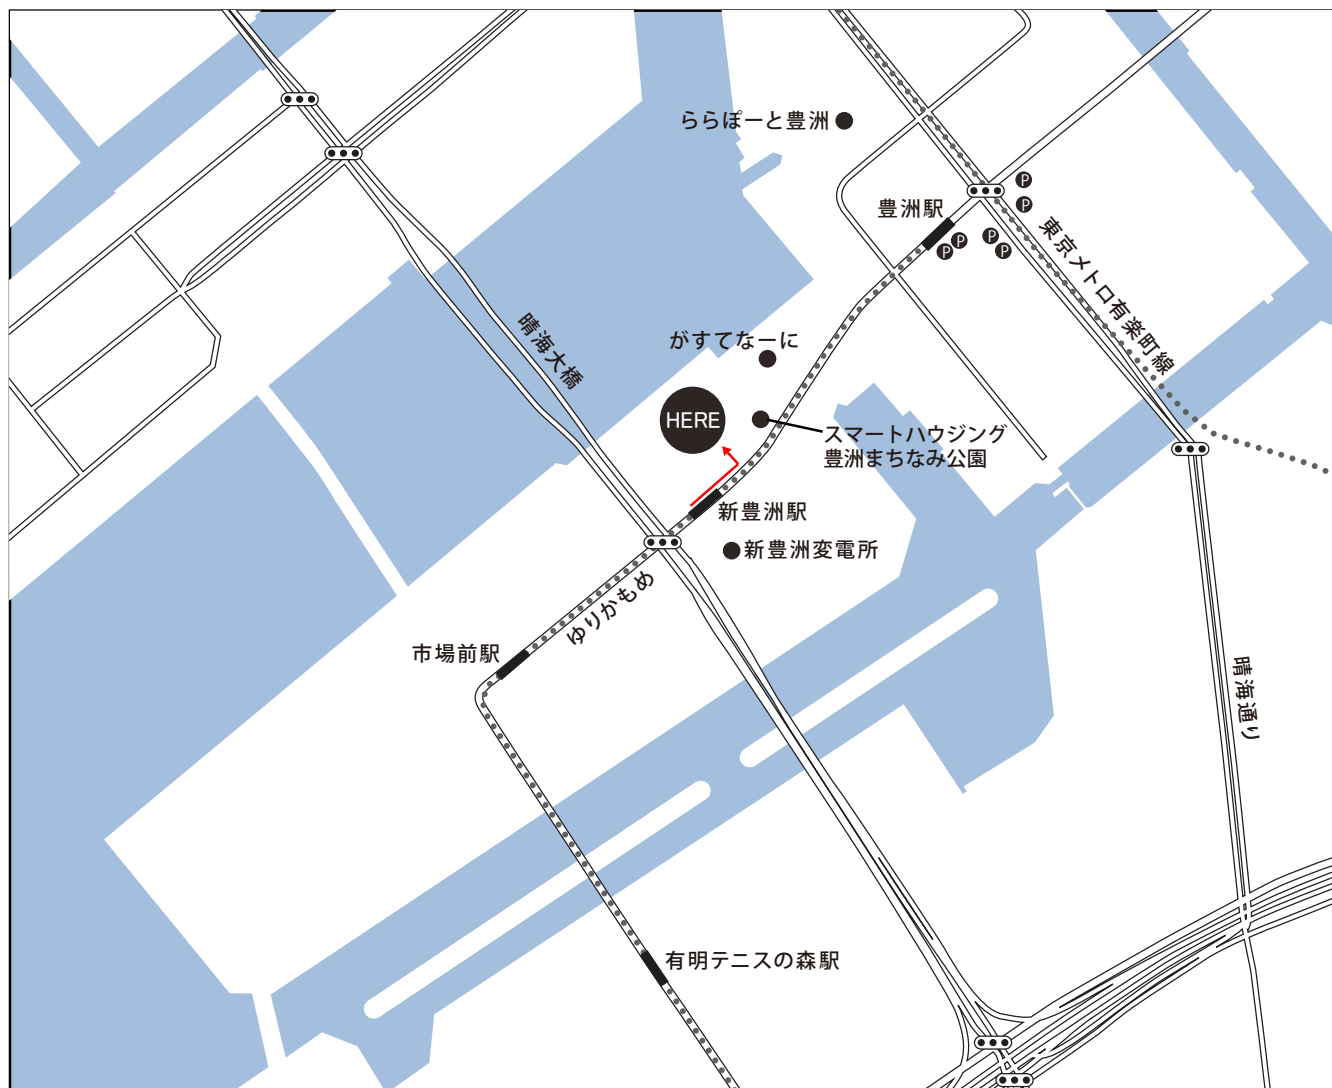 ららぽーと豊洲
P
豊洲駅
P
P
P
P
P
東京メトロ有楽町線
晴海大橋
がすてなーに
HERE
スマートハウジング
豊洲まちなみ公園
新豊洲駅
新豊洲変電所
ゆりかもめ
市場前駅
晴海通り
有明テニスの森駅